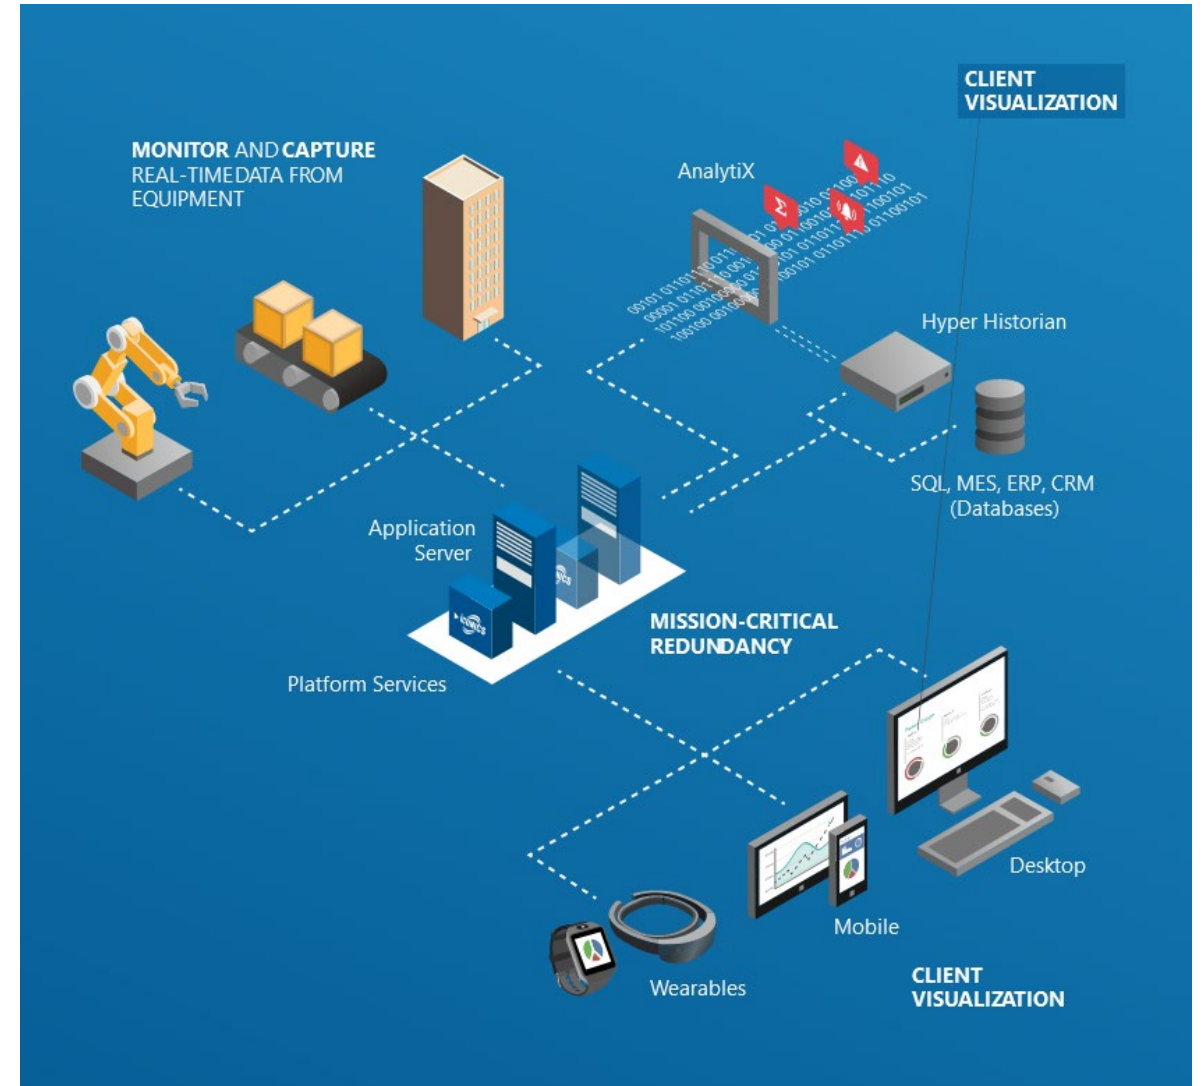 CLIENT
VISUALIZATION
MONITOR AND CAPTURE
REAL-TIME DATA FROM
EQUIPMENT
AnalytiX
Hyper Historian
SQL, MES, ERP, CRM
(Databases)
Application
Server
ICONICS
MISSION-CRITICAL
REDUNDANCY
Platform Services
Desktop
Mobile
Wearables
CLIENT
VISUALIZATION